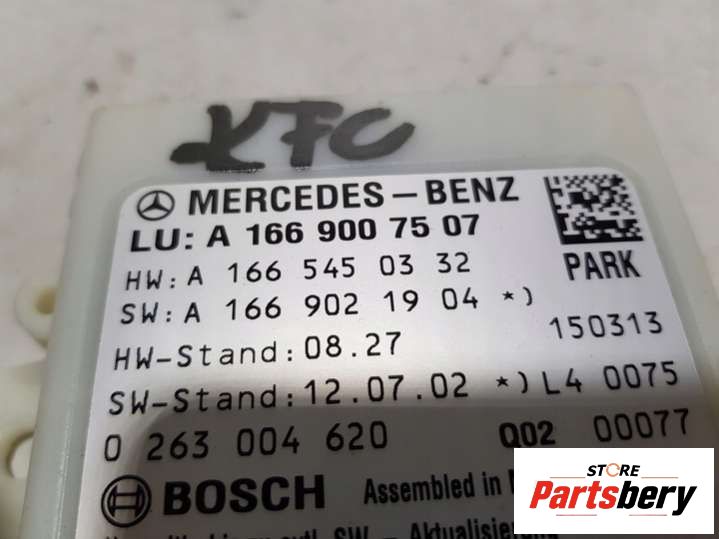 KFC
MERCEDES-BENZ
LU: A 166 900 75 07
HW: A 166 545 03 32
PARK
SW: A 166 902 19 04 *)
150313
HW-Stand: 08.27
SW-Stand: 12.07.02 *) L4 0075
0 263 004 620 Q02 00077
BOSCH Assembled in
SW - Aktualisierung
STORE
Partsbery